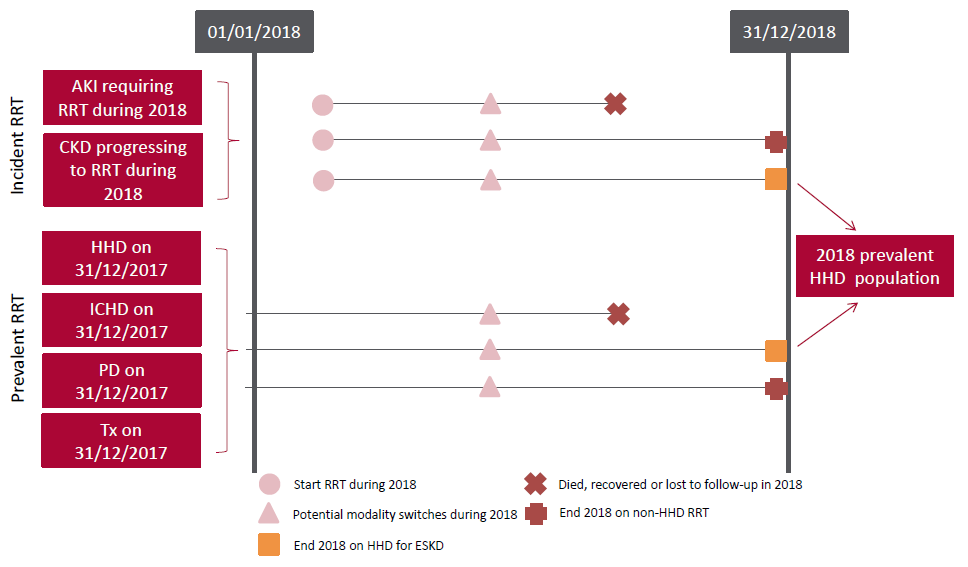 01/01/2018
31/12/2018
Incident RRT
AKI requiring
RRT during 2018
CKD progressing
to RRT during
2018
Prevalent RRT
HHD on
31/12/2017
ICHD on
31/12/2017
PD on
31/12/2017
Tx on
31/12/2017
2018 prevalent
HHD population
Start RRT during 2018
Died, recovered or lost to follow-up in 2018
Potential modality switches during 2018
End 2018 on non-HHD RRT
End 2018 on HHD for ESKD